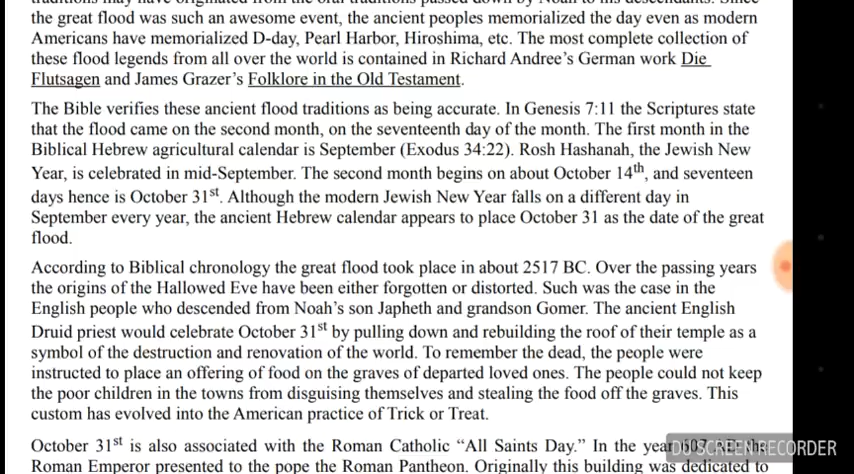 the great flood was such an awesome event, the ancient peoples memorialized the day even as modern
Americans have memorialized D-day, Pearl Harbor, Hiroshima, etc. The most complete collection of
these flood legends from all over the world is contained in Richard Andree’s German work Die
Flutsagen and James Grazer’s Folklore in the Old Testament.
The Bible verifies these ancient flood traditions as being accurate. In Genesis 7:11 the Scriptures state
that the flood came on the second month, on the seventeenth day of the month. The first month in the
Biblical Hebrew agricultural calendar is September (Exodus 34:22). Rosh Hashanah, the Jewish New
Year, is celebrated in mid-September. The second month begins on about October 14th, and seventeen
days hence is October 31st. Although the modern Jewish New Year falls on a different day in
September every year, the ancient Hebrew calendar appears to place October 31 as the date of the great
flood.
According to Biblical chronology the great flood took place in about 2517 BC. Over the passing years
the origins of the Hallowed Eve have been either forgotten or distorted. Such was the case in the
English people who descended from Noah’s son Japheth and grandson Gomer. The ancient English
Druid priest would celebrate October 31st by pulling down and rebuilding the roof of their temple as a
symbol of the destruction and renovation of the world. To remember the dead, the people were
instructed to place an offering of food on the graves of departed loved ones. The people could not keep
the poor children in the towns from disguising themselves and stealing the food off the graves. This
custom has evolved into the American practice of Trick or Treat.
October 31st is also associated with the Roman Catholic “All Saints Day.” In the year
DU SCREEN RECORDER
Roman Emperor presented to the pope the Roman Pantheon. Originally this building was dedicated to